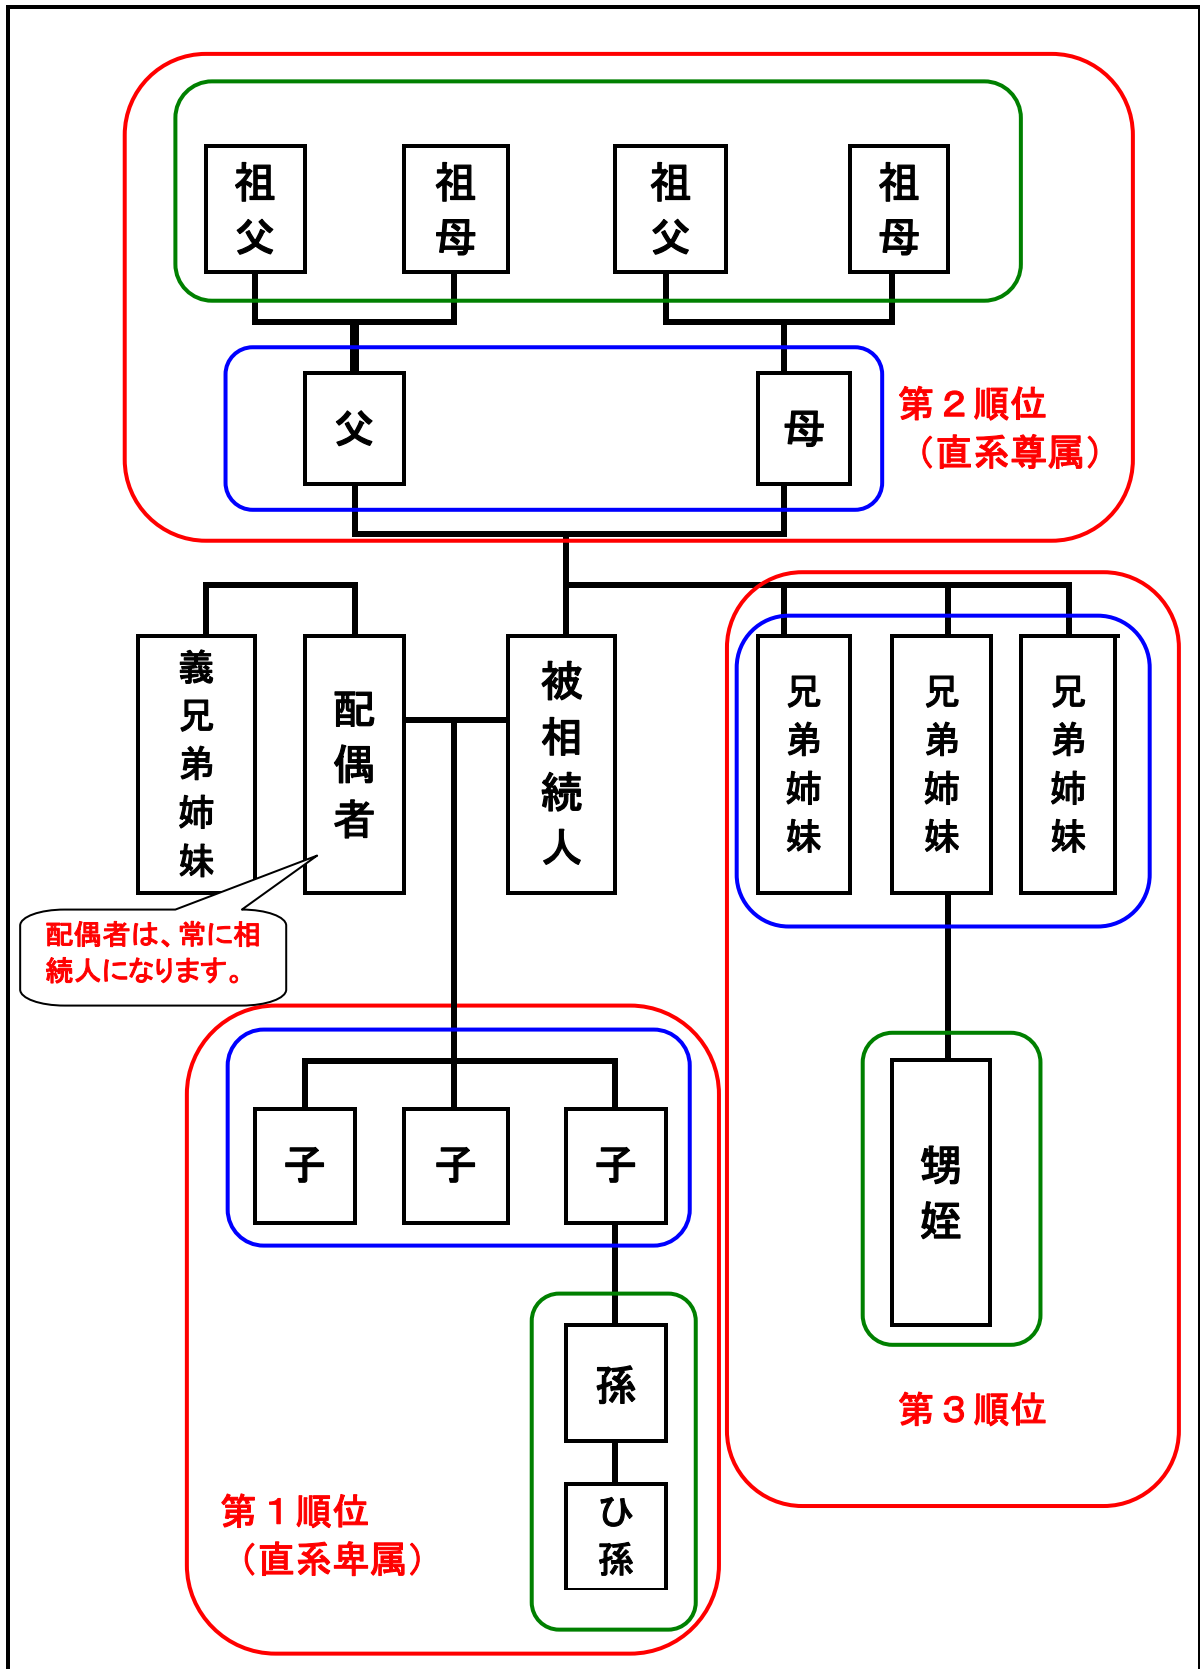 祖父
祖母
祖父
祖母
父
母
第２順位
（直系尊属）
義兄弟姉妹
配偶者
被相続人
兄弟姉妹
兄弟姉妹
兄弟姉妹
配偶者は、常に相
続人になります。
子
子
子
甥姪
孫
ひ孫
第３順位
第１順位
（直系卑属）